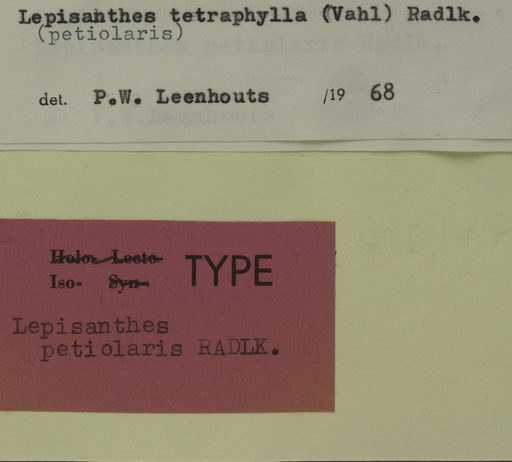 Lepisanthes tetraphylla (Vahl) Radlk.
(petiolaris)
det. P.W. Leenhouts /19 68
Holo- Lecto-
Iso- Syn- TYPE
Lepisanthes
petiolaris RADLK.